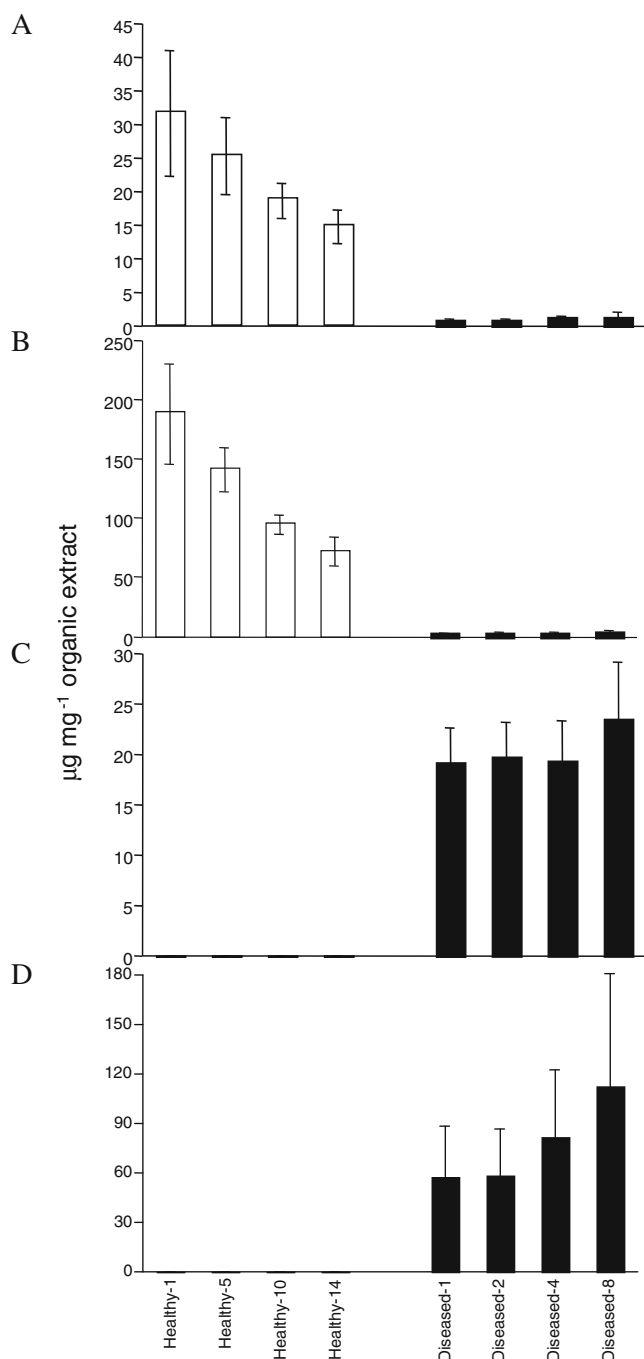 A
45
40
35
30
25
20
15
10
5
0
B
250
200
150
100
50
0
µg mg⁻¹ organic extract
C
30
25
20
15
10
5
0
D
180
150
120
90
60
30
0
Healthy-1
Healthy-5
Healthy-10
Healthy-14
Diseased-1
Diseased-2
Diseased-4
Diseased-8